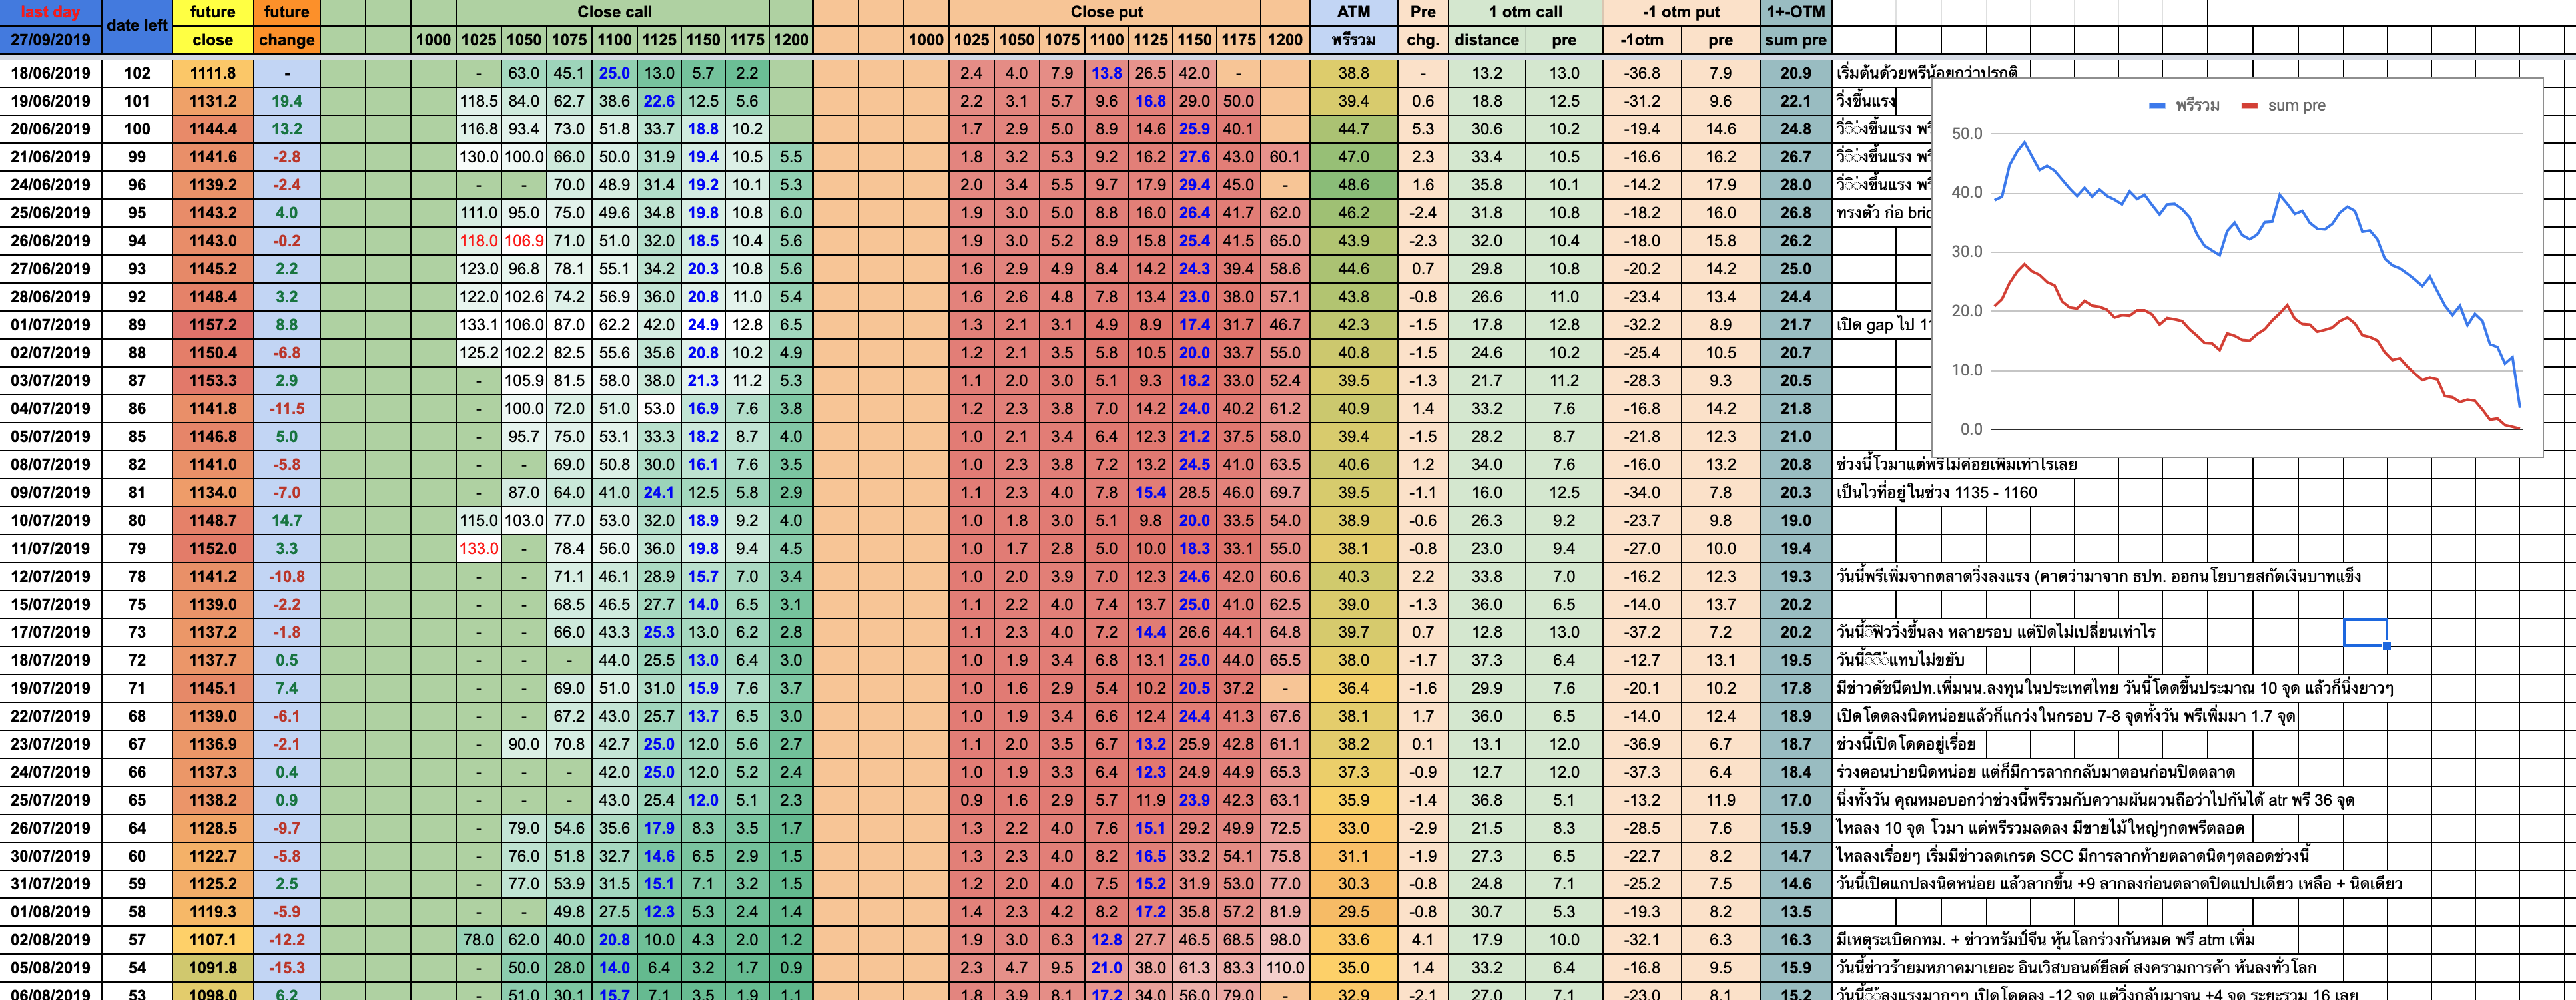 last day date left future future Close call Close put ATM Pre 1 otm call -1 otm put 1+-OTM
27/09/2019 close change 1000 1025 1050 1075 1100 1125 1150 1175 1200 1000 1025 1050 1075 1100 1125 1150 1175 1200 พรีรวม chg. distance pre -1otm pre sum pre
18/06/2019 102 1111.8 - - 63.0 45.1 25.0 13.0 5.7 2.2 2.4 4.0 7.9 13.8 26.5 42.0 - 38.8 - 13.2 13.0 -36.8 7.9 20.9 เริ่มต้นด้วยพรีน้อยกว่าปรกติ
19/06/2019 101 1131.2 19.4 118.5 84.0 62.7 38.6 22.6 12.5 5.6 2.2 3.1 5.7 9.6 16.8 29.0 50.0 39.4 0.6 18.8 12.5 -31.2 9.6 22.1 วิ่งขึ้นแรง
20/06/2019 100 1144.4 13.2 116.8 93.4 73.0 51.8 33.7 18.8 10.2 1.7 2.9 5.0 8.9 14.6 25.9 40.1 44.7 5.3 30.6 10.2 -19.4 14.6 24.8
21/06/2019 99 1141.6 -2.8 130.0 100.0 66.0 50.0 31.9 19.4 10.5 5.5 1.8 3.2 5.3 9.2 16.2 27.6 43.0 60.1 47.0 2.3 33.4 10.5 -16.6 16.2 26.7
24/06/2019 96 1139.2 -2.4 - - 70.0 48.9 31.4 19.2 10.1 5.3 2.0 3.4 5.5 9.7 17.9 29.4 45.0 - 48.6 1.6 35.8 10.1 -14.2 17.9 28.0
25/06/2019 95 1143.2 4.0 111.0 95.0 75.0 49.6 34.8 19.8 10.8 6.0 1.9 3.0 5.0 8.8 16.0 26.4 41.7 62.0 46.2 -2.4 31.8 10.8 -18.2 16.0 26.8 ทรงตัว ก่อ
26/06/2019 94 1143.0 -0.2 118.0 106.9 71.0 51.0 32.0 18.5 10.4 5.6 1.9 3.0 5.2 8.9 15.8 25.4 41.5 65.0 43.9 -2.3 32.0 10.4 -18.0 15.8 26.2
27/06/2019 93 1145.2 2.2 123.0 96.8 78.1 55.1 34.2 20.3 10.8 5.6 1.6 2.9 4.9 8.4 14.2 24.3 39.4 58.6 44.6 0.7 29.8 10.8 -20.2 14.2 25.0
28/06/2019 92 1148.4 3.2 122.0 102.6 74.2 56.9 36.0 20.8 11.0 5.4 1.6 2.6 4.8 7.8 13.4 23.0 38.0 57.1 43.8 -0.8 26.6 11.0 -23.4 13.4 24.4
01/07/2019 89 1157.2 8.8 133.1 106.0 87.0 62.2 42.0 24.9 12.8 6.5 1.3 2.1 3.1 4.9 8.9 17.4 31.7 46.7 42.3 -1.5 17.8 12.8 -32.2 8.9 21.7 เปิด gap ไป
02/07/2019 88 1150.4 -6.8 125.2 102.2 82.5 55.6 35.6 20.8 10.2 4.9 1.2 2.1 3.5 5.8 10.5 20.0 33.7 55.0 40.8 -1.5 24.6 10.2 -25.4 10.5 20.7
03/07/2019 87 1153.3 2.9 - 105.9 81.5 58.0 38.0 21.3 11.2 5.3 1.1 2.0 3.0 5.1 9.3 18.2 33.0 52.4 39.5 -1.3 21.7 11.2 -28.3 9.3 20.5
04/07/2019 86 1141.8 -11.5 - 100.0 72.0 51.0 53.0 16.9 7.6 3.8 1.2 2.3 3.8 7.0 14.2 24.0 40.2 61.2 40.9 1.4 33.2 7.6 -16.8 14.2 21.8
05/07/2019 85 1146.8 5.0 - 95.7 75.0 53.1 33.3 18.2 8.7 4.0 1.0 2.1 3.4 6.4 12.3 21.2 37.5 58.0 39.4 -1.5 28.2 8.7 -21.8 12.3 21.0
08/07/2019 82 1141.0 -5.8 - - 69.0 50.8 30.0 16.1 7.6 3.5 1.0 2.3 3.8 7.2 13.2 24.5 41.0 63.5 40.6 1.2 34.0 7.6 -16.0 13.2 20.8 ช่วงนี้โวมาแต่พรีไม่ค่อยเพิ่มเท่าไรเลย
09/07/2019 81 1134.0 -7.0 - 87.0 64.0 41.0 24.1 12.5 5.8 2.9 1.1 2.3 4.0 7.8 15.4 28.5 46.0 69.7 39.5 -1.1 16.0 12.5 -34.0 7.8 20.3 เป็นไวที่อยู่ในช่วง 1135 - 1160
10/07/2019 80 1148.7 14.7 115.0 103.0 77.0 53.0 32.0 18.9 9.2 4.0 1.0 1.8 3.0 5.1 9.8 20.0 33.5 54.0 38.9 -0.6 26.3 9.2 -23.7 9.8 19.0
11/07/2019 79 1152.0 3.3 133.0 - 78.4 56.0 36.0 19.8 9.4 4.5 1.0 1.7 2.8 5.0 10.0 18.3 33.1 55.0 38.1 -0.8 23.0 9.4 -27.0 10.0 19.4
12/07/2019 78 1141.2 -10.8 - - 71.1 46.1 28.9 15.7 7.0 3.4 1.0 2.0 3.9 7.0 12.3 24.6 42.0 60.6 40.3 2.2 33.8 7.0 -16.2 12.3 19.3 วันนี้พรีเพิ่มจากตลาดวิ่งลงแรง (คาดว่ามาจาก ธปท. ออกนโยบายสกัดเงินบาทแข็ง
15/07/2019 75 1139.0 -2.2 - - 68.5 46.5 27.7 14.0 6.5 3.1 1.1 2.2 4.0 7.4 13.7 25.0 41.0 62.5 39.0 -1.3 36.0 6.5 -14.0 13.7 20.2
17/07/2019 73 1137.2 -1.8 - - 66.0 43.3 25.3 13.0 6.2 2.8 1.1 2.3 4.0 7.2 14.4 26.6 44.1 64.8 39.7 0.7 12.8 13.0 -37.2 7.2 20.2 วันนี้ิฟิววิ่งขึ้นลง หลายรอบ แต่ปิดไม่เปลี่ยนเท่าไร
18/07/2019 72 1137.7 0.5 - - - 44.0 25.5 13.0 6.4 3.0 1.0 1.9 3.4 6.8 13.1 25.0 44.0 65.5 38.0 -1.7 37.3 6.4 -12.7 13.1 19.5 วันนี้ิิี้แทบไม่ขยับ
19/07/2019 71 1145.1 7.4 - - 69.0 51.0 31.0 15.9 7.6 3.7 1.0 1.6 2.9 5.4 10.2 20.5 37.2 - 36.4 -1.6 29.9 7.6 -20.1 10.2 17.8 มีข่าวดัชนีตปท.เพิ่มนน.ลงทุนในประเทศไทย วันนี้โดดขึ้นประมาณ 10 จุด แล้วก็นิ่งยาวๆ
22/07/2019 68 1139.0 -6.1 - - 67.2 43.0 25.7 13.7 6.5 3.0 1.0 1.9 3.4 6.6 12.4 24.4 41.3 67.6 38.1 1.7 36.0 6.5 -14.0 12.4 18.9 เปิดโดดลงนิดหน่อยแล้วก็แกว่งในกรอบ 7-8 จุดทั้งวัน พรีเพิ่มมา 1.7 จุด
23/07/2019 67 1136.9 -2.1 - 90.0 70.8 42.7 25.0 12.0 5.6 2.7 1.1 2.0 3.5 6.7 13.2 25.9 42.8 61.1 38.2 0.1 13.1 12.0 -36.9 6.7 18.7 ช่วงนี้เปิดโดดอยู่เรื่อย
24/07/2019 66 1137.3 0.4 - - - 42.0 25.0 12.0 5.2 2.4 1.0 1.9 3.3 6.4 12.3 24.9 44.9 65.3 37.3 -0.9 12.7 12.0 -37.3 6.4 18.4 ร่วงตอนบ่ายนิดหน่อย แต่ก็มีการลากกลับมาตอนก่อนปิดตลาด
25/07/2019 65 1138.2 0.9 - - - 43.0 25.4 12.0 5.1 2.3 0.9 1.6 2.9 5.7 11.9 23.9 42.3 63.1 35.9 -1.4 36.8 5.1 -13.2 11.9 17.0 นิ่งทั้งวัน คุณหมอบอกว่าช่วงนี้พรีรวมกับความผันผวนถือว่าไปกันได้ atr พรี 36 จุด
26/07/2019 64 1128.5 -9.7 - 79.0 54.6 35.6 17.9 8.3 3.5 1.7 1.3 2.2 4.0 7.6 15.1 29.2 49.9 72.5 33.0 -2.9 21.5 8.3 -28.5 7.6 15.9 ไหลลง 10 จุด โวมา แต่พรีรวมลดลง มีขายไม้ใหญ่ๆกดพรีตลอด
30/07/2019 60 1122.7 -5.8 - 76.0 51.8 32.7 14.6 6.5 2.9 1.5 1.3 2.3 4.0 8.2 16.5 33.2 54.1 75.8 31.1 -1.9 27.3 6.5 -22.7 8.2 14.7 ไหลลงเรื่อยๆ เริ่มมีข่าวลดเกรด SCC มีการลากท้ายตลาดนิดๆตลอดช่วงนี้
31/07/2019 59 1125.2 2.5 - 77.0 53.9 31.5 15.1 7.1 3.2 1.5 1.2 2.0 4.0 7.5 15.2 31.9 53.0 77.0 30.3 -0.8 24.8 7.1 -25.2 7.5 14.6 วันนี้เปิดแกปลงนิดหน่อย แล้วลากขึ้น +9 ลากลงก่อนตลาดปิดแปปเดียว เหลือ + นิดเดียว
01/08/2019 58 1119.3 -5.9 - - 49.8 27.5 12.3 5.3 2.4 1.4 1.4 2.3 4.2 8.2 17.2 35.8 57.2 81.9 29.5 -0.8 30.7 5.3 -19.3 8.2 13.5
02/08/2019 57 1107.1 -12.2 78.0 62.0 40.0 20.8 10.0 4.3 2.0 1.2 1.9 3.0 6.3 12.8 27.7 46.5 68.5 98.0 33.6 4.1 17.9 10.0 -32.1 6.3 16.3 มีเหตุระเบิดกทม. + ข่าวทรัมป์จีน หุ้นโลกร่วงกันหมด พรี atm เพิ่ม
05/08/2019 54 1091.8 -15.3 - 50.0 28.0 14.0 6.4 3.2 1.7 0.9 2.3 4.7 9.5 21.0 38.0 61.3 83.3 110.0 35.0 1.4 33.2 6.4 -16.8 9.5 15.9 วันนี้ข่าวร้ายมหภาคมาเยอะ อินเวิสบอนด์ยีลด์ สงครามการค้า ห้นลงทั่วโลก
06/08/2019 53 1098.0 6.2 - 51.0 30.1 15.7 7.1 3.5 1.9 1.1 1.8 3.9 8.1 17.2 34.0 56.0 79.0 - 32.9 -2.1 27.0 7.1 -23.0 8.1 15.2
พรีรวม sum pre
50.0
40.0
30.0
20.0
10.0
0.0